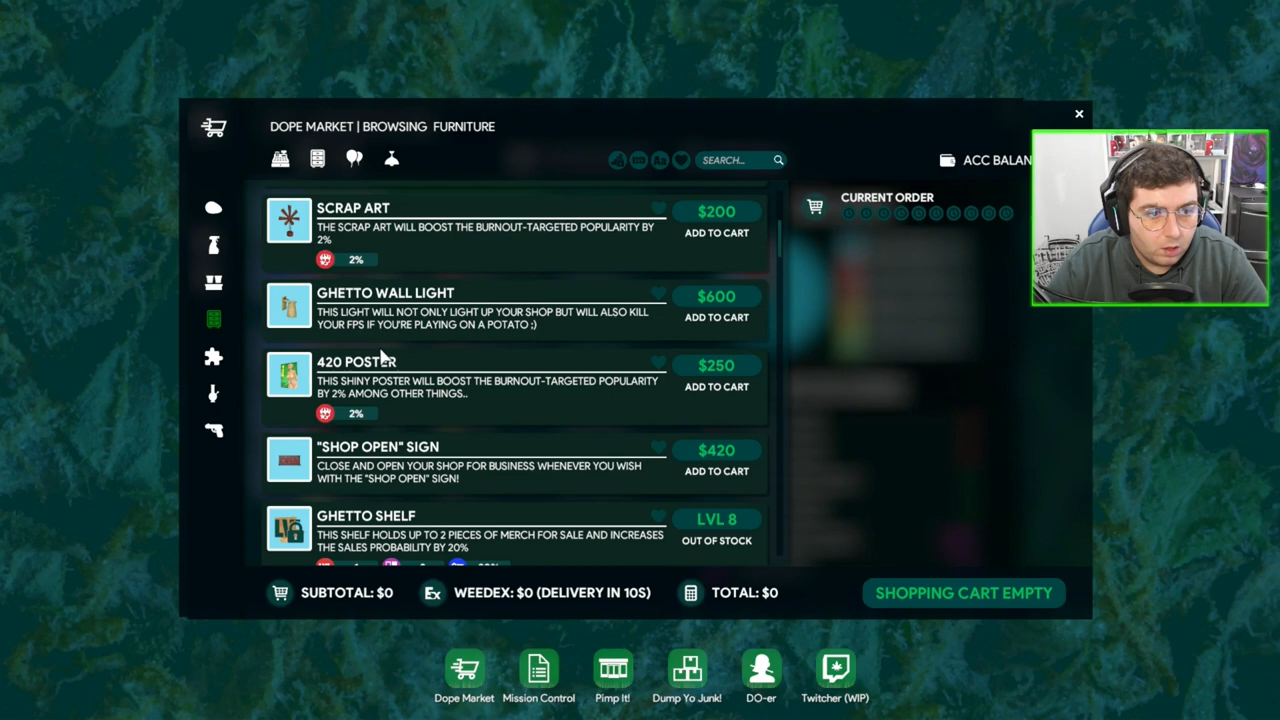 DOPE MARKET | BROWSING FURNITURE
Aa
SEARCH...
ACC BALAN
CURRENT ORDER
SCRAP ART
THE SCRAP ART WILL BOOST THE BURNOUT-TARGETED POPULARITY BY
2%
2%
$200
ADD TO CART
GHETTO WALL LIGHT
THIS LIGHT WILL NOT ONLY LIGHT UP YOUR SHOP BUT WILL ALSO KILL
YOUR FPS IF YOU'RE PLAYING ON A POTATO ;)
$600
ADD TO CART
420 POSTER
THIS SHINY POSTER WILL BOOST THE BURNOUT-TARGETED POPULARITY
BY 2% AMONG OTHER THINGS..
2%
$250
ADD TO CART
"SHOP OPEN" SIGN
CLOSE AND OPEN YOUR SHOP FOR BUSINESS WHENEVER YOU WISH
WITH THE "SHOP OPEN" SIGN!
$420
ADD TO CART
GHETTO SHELF
THIS SHELF HOLDS UP TO 2 PIECES OF MERCH FOR SALE AND INCREASES
THE SALES PROBABILITY BY 20%
LVL 8
OUT OF STOCK
SUBTOTAL: $0
Ex
WEEDEX: $0 (DELIVERY IN 10S)
TOTAL: $0
SHOPPING CART EMPTY
Dope Market
Mission Control
Pimp It!
Dump Yo Junk!
DO-er
Twitcher (WIP)